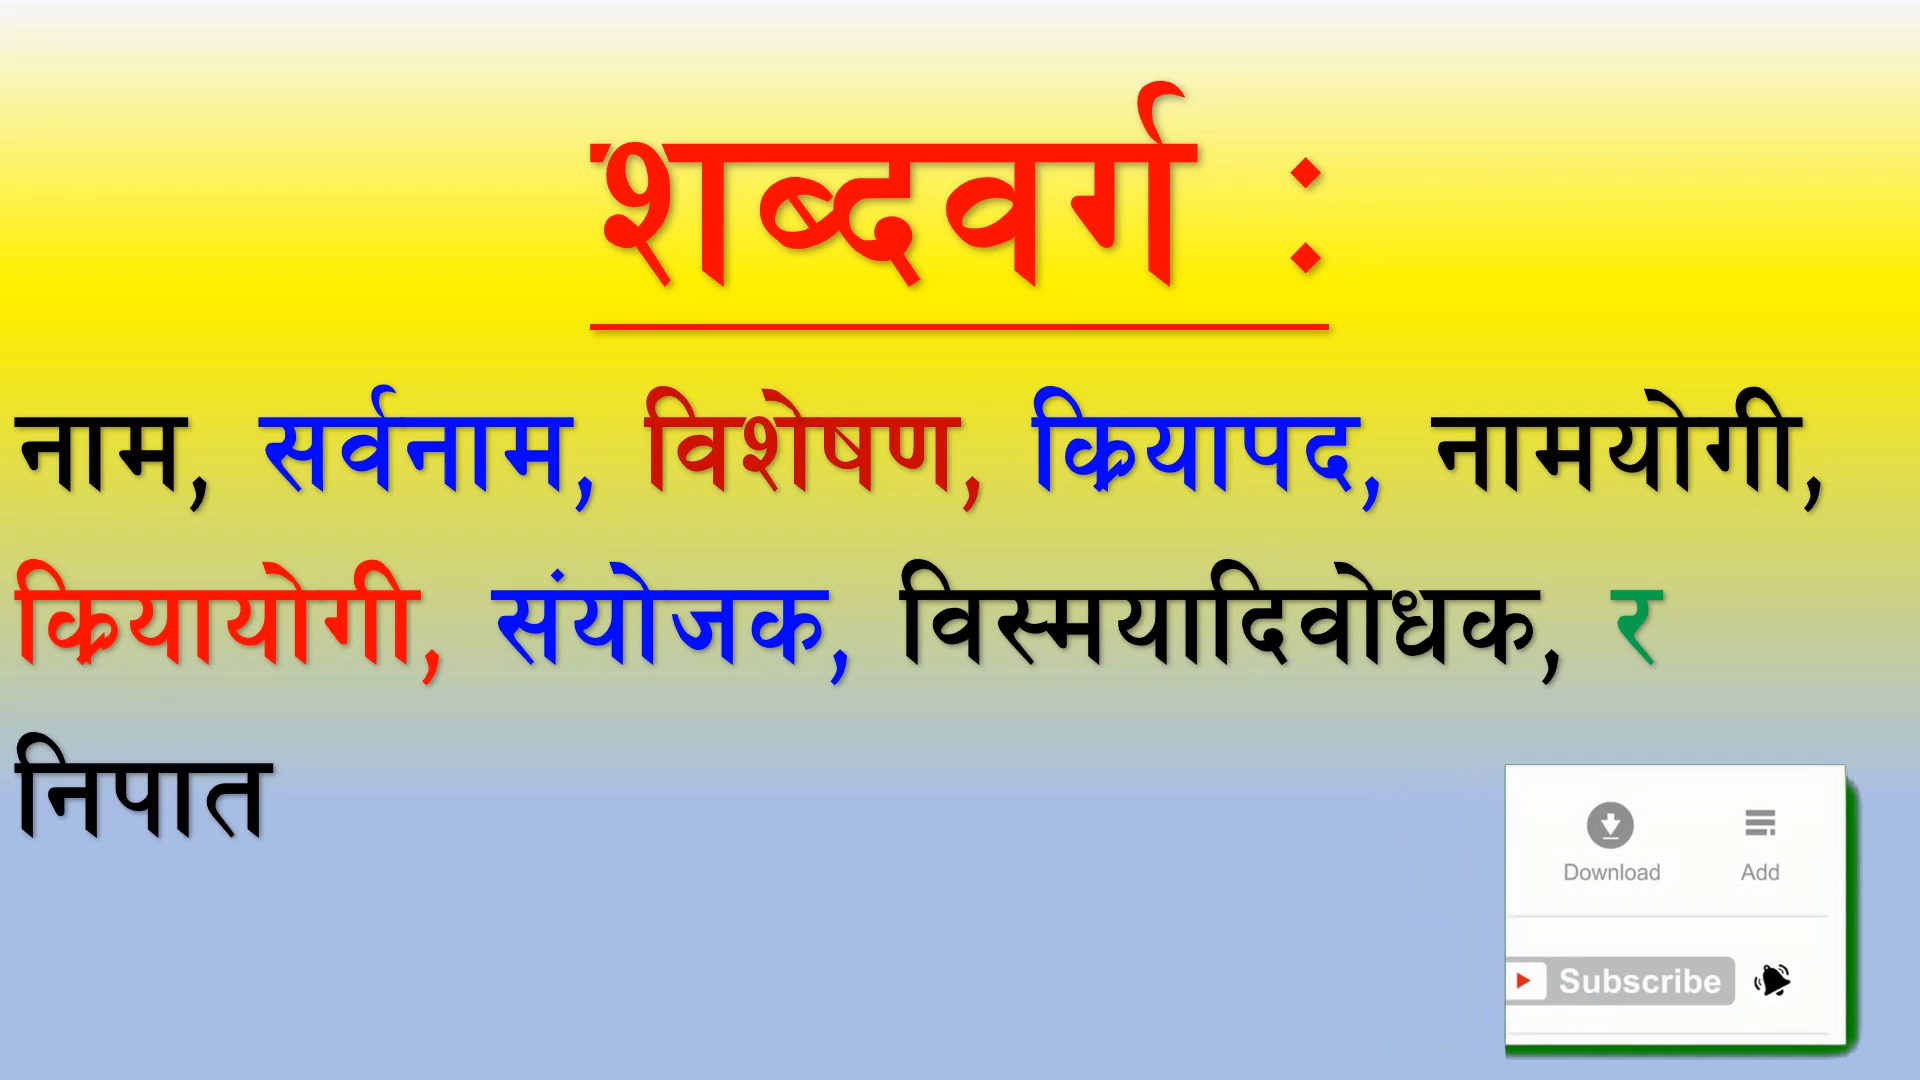 शब्दवर्ग :
नाम, सर्वनाम, विशेषण, क्रियापद, नामयोगी,
क्रियायोगी, संयोजक, विस्मयादिवोधक, र
निपात
Download Add
Subscribe